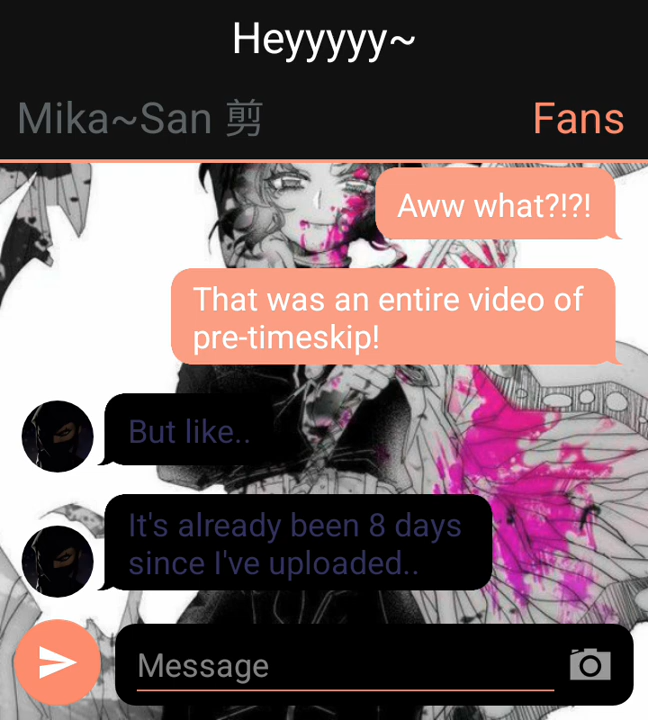 Heyyyyy~
Mika~San 剪
Fans
Aww what?!?!
That was an entire video of
pre-timeskip!
But like..
It's already been 8 days
since I've uploaded..
Message